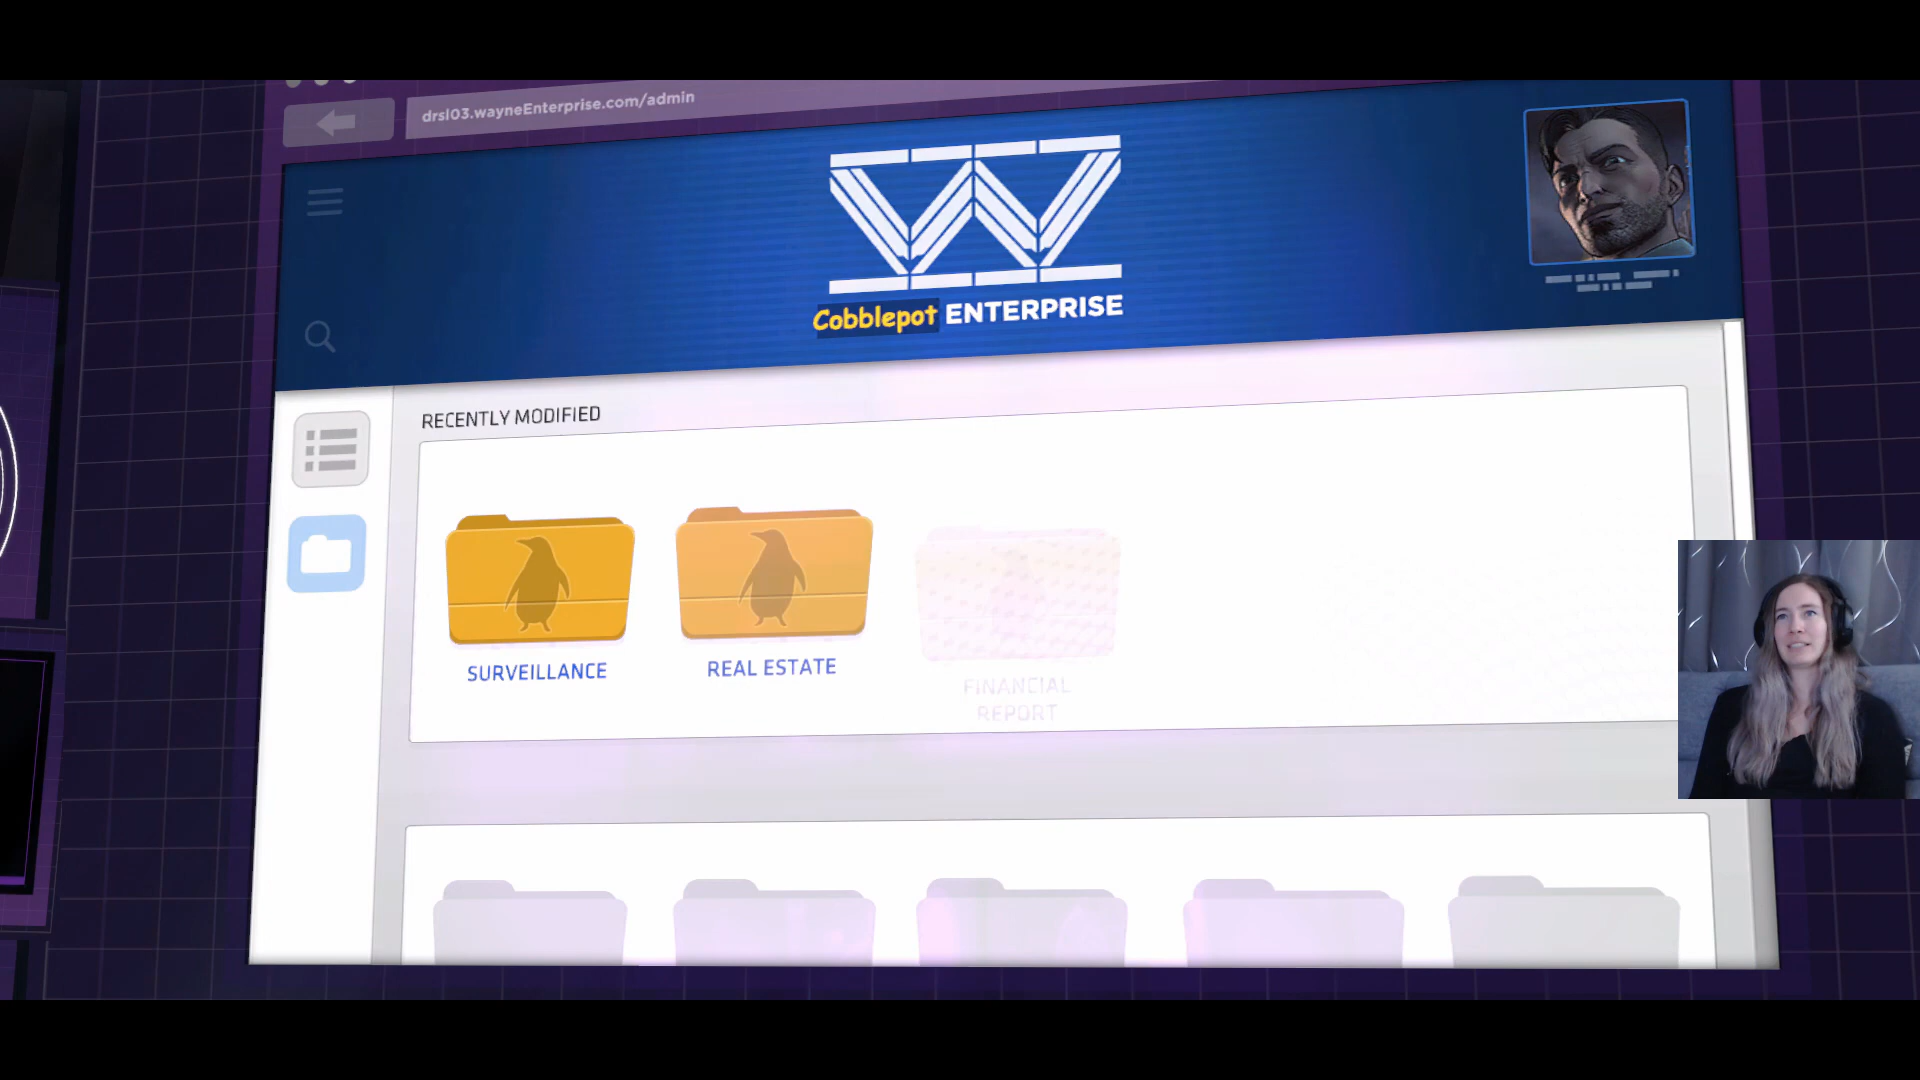 drsl03.wayneEnterprise.com/admin
Cobblepot ENTERPRISE
RECENTLY MODIFIED
SURVEILLANCE
REAL ESTATE
FINANCIAL
REPORT